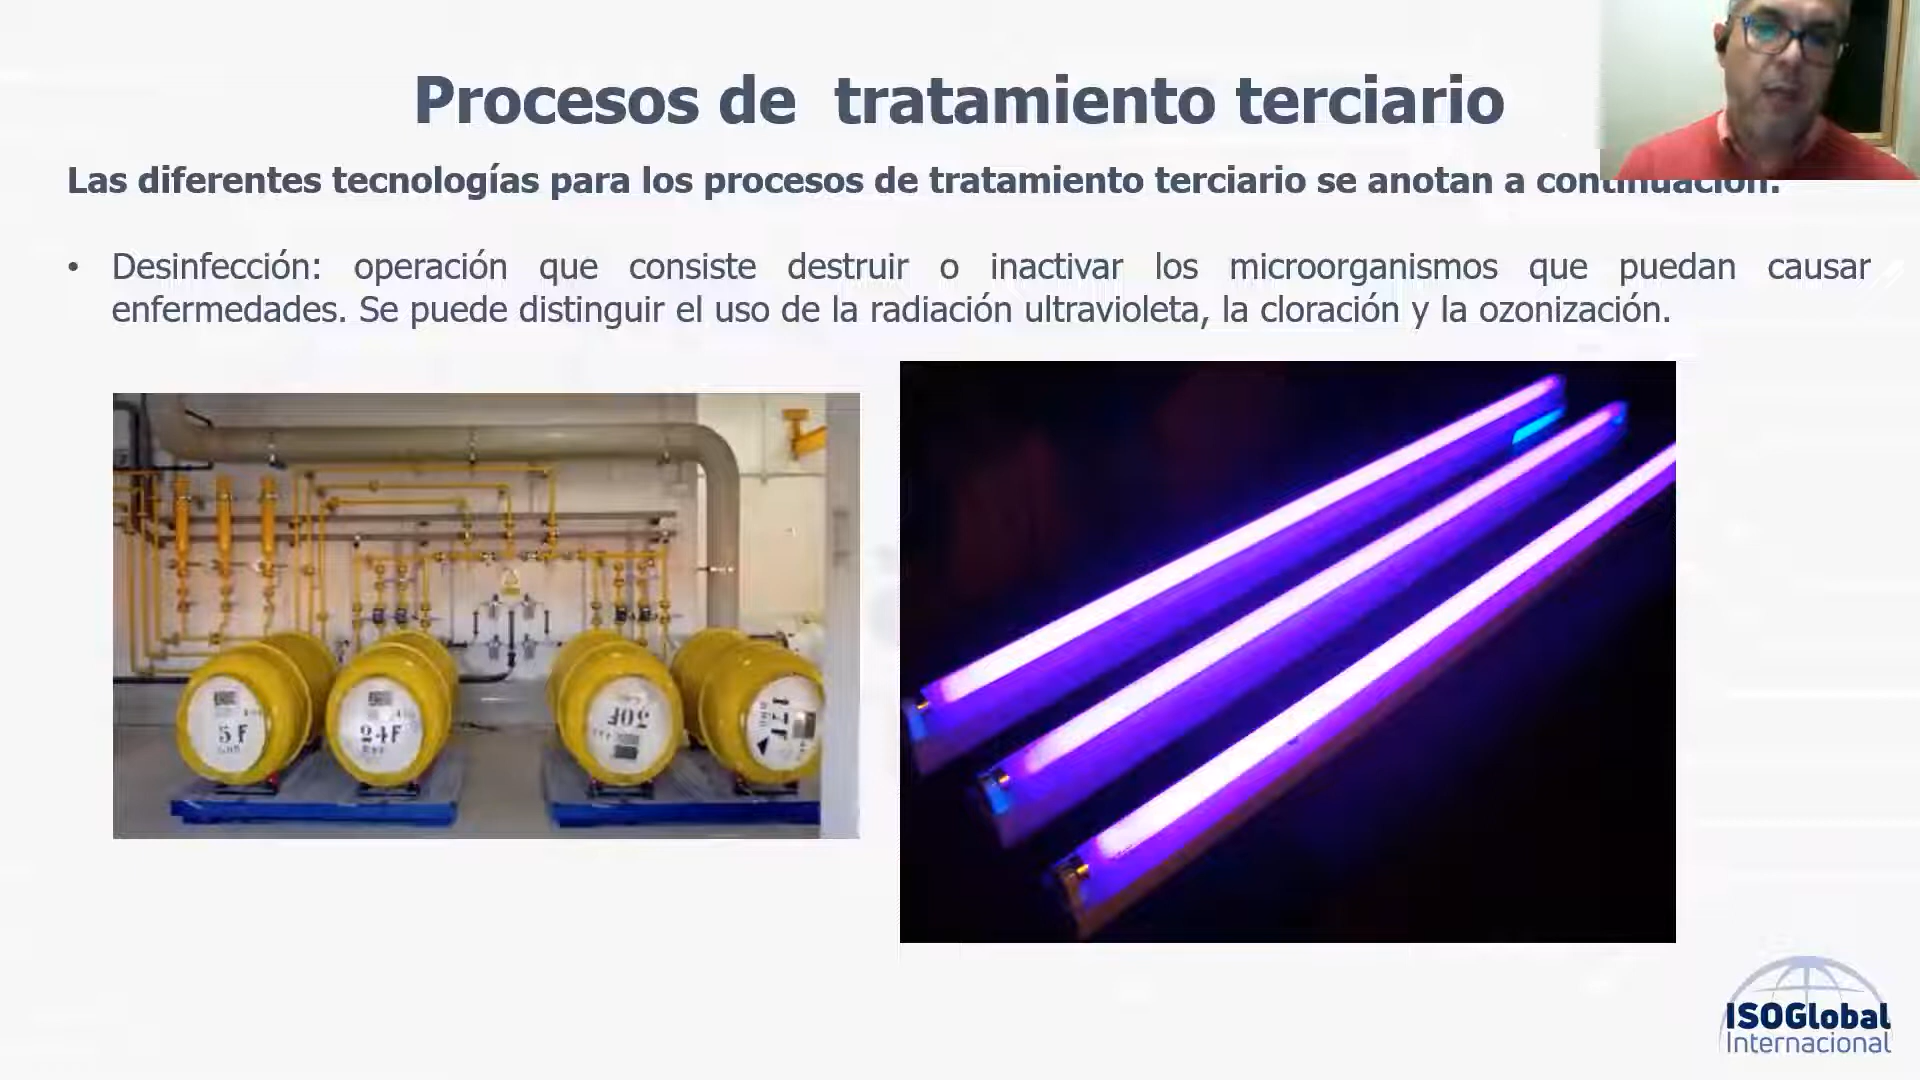 Procesos de  tratamiento terciario
Las diferentes tecnologías para los procesos de tratamiento terciario se anotan a continuación:
• Desinfección: operación que consiste destruir o inactivar los microorganismos que puedan causar
enfermedades. Se puede distinguir el uso de la radiación ultravioleta, la cloración y la ozonización.
5F
24F
20F
17F
ISOGlobal
Internacional